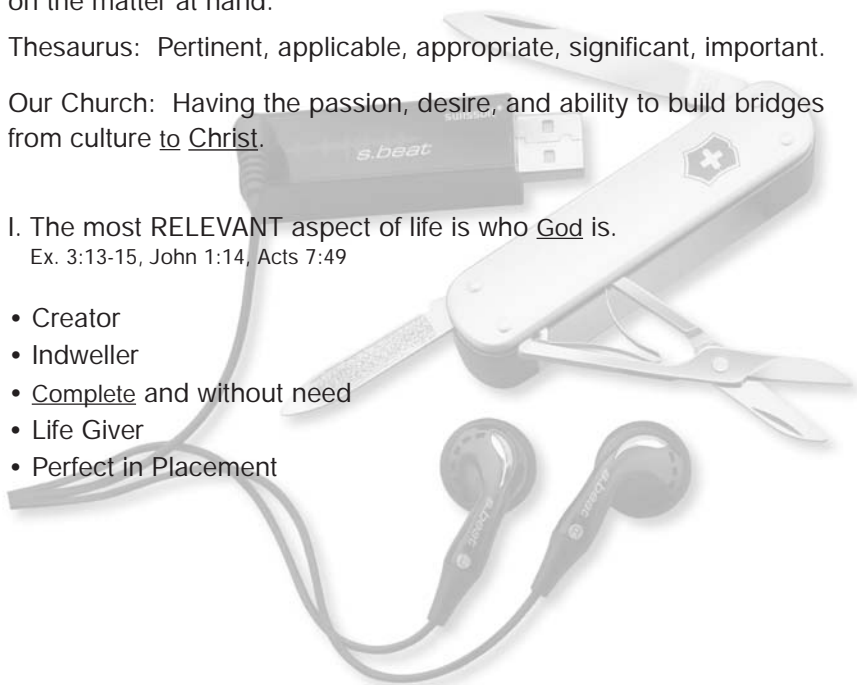 on the matter at hand.
Thesaurus: Pertinent, applicable, appropriate, significant, important.
Our Church: Having the passion, desire, and ability to build bridges
from culture to Christ.
swissbit
s.beat
I. The most RELEVANT aspect of life is who God is.
Ex. 3:13-15, John 1:14, Acts 7:49
• Creator
• Indweller
• Complete and without need
• Life Giver
• Perfect in Placement
s.beat
s.beat